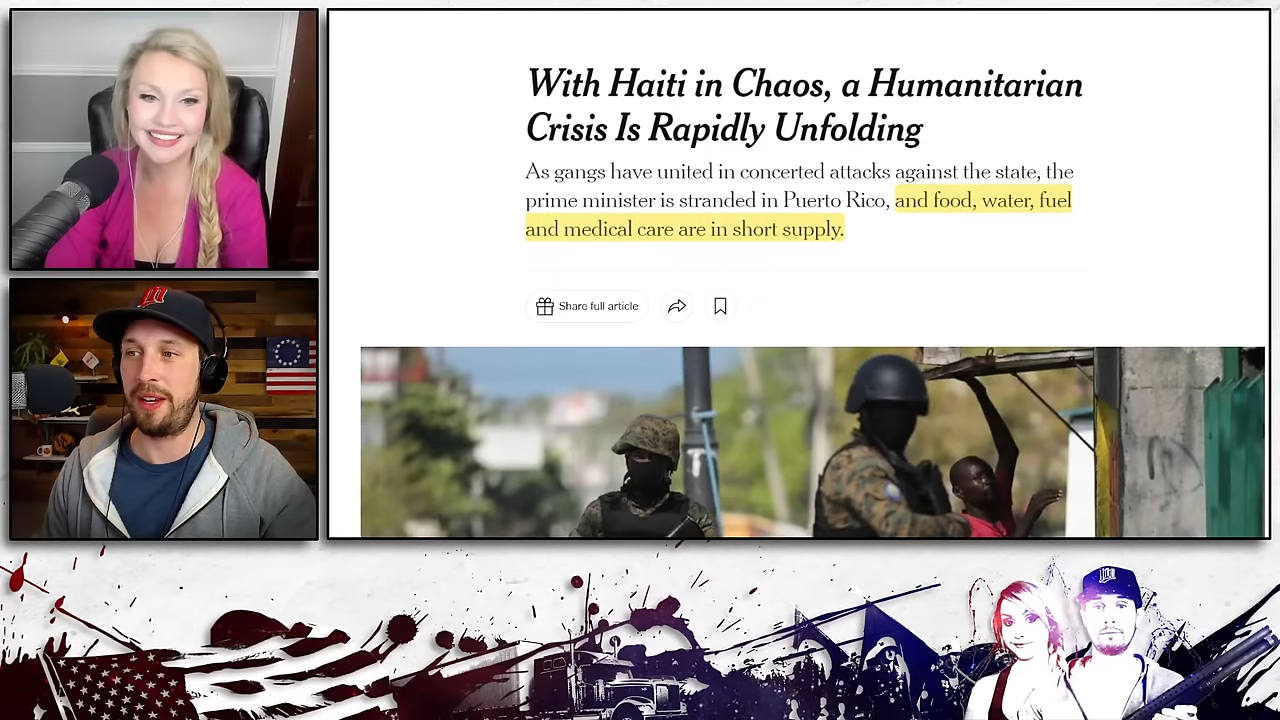 With Haiti in Chaos, a Humanitarian
Crisis Is Rapidly Unfolding
As gangs have united in concerted attacks against the state, the
prime minister is stranded in Puerto Rico, and food, water, fuel
and medical care are in short supply.
Share full article